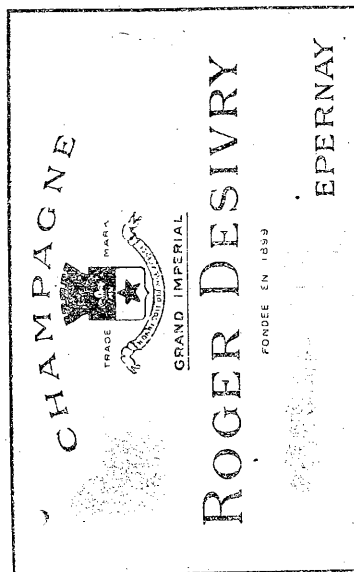 CHAMPAGNE
TRADE MARK
GRAND IMPERIAL
ROGER DESIVRY
FONDEE EN 1899
EPERNAY